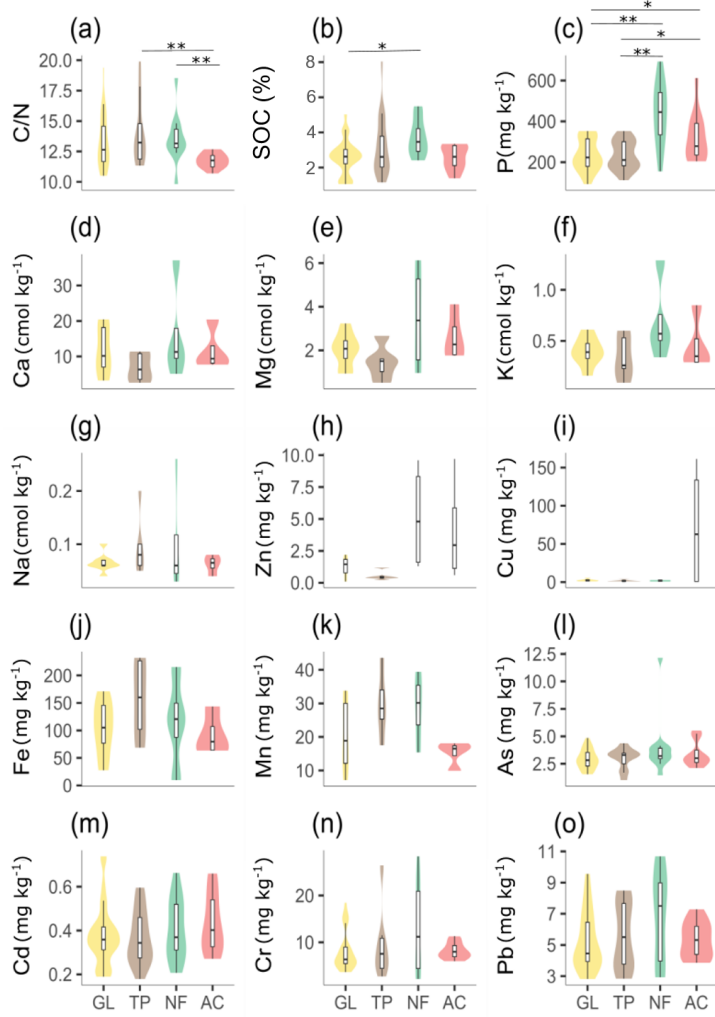 (a)
C/N
20.0
17.5
15.0
12.5
10.0
**
**
(b)
SOC (%)
8
6
4
2
*
(c)
P(mg kg-1)
600
400
200
*
**
*
**
(d)
Ca(cmol kg-1)
30
20
10
(e)
Mg(cmol kg-1)
6
4
2
(f)
K(cmol kg-1)
1.0
0.5
(g)
Na(cmol kg-1)
0.2
0.1
(h)
Zn(mg kg-1)
10.0
7.5
5.0
2.5
0.0
(i)
Cu(mg kg-1)
150
100
50
0
(j)
Fe(mg kg-1)
200
150
100
50
0
(k)
Mn(mg kg-1)
40
30
20
10
(l)
As(mg kg-1)
12.5
10.0
7.5
5.0
2.5
(m)
Cd(mg kg-1)
0.6
0.4
0.2
GL TP NF AC
(n)
Cr(mg kg-1)
20
10
GL TP NF AC
(o)
Pb(mg kg-1)
11
9
7
5
3
GL TP NF AC